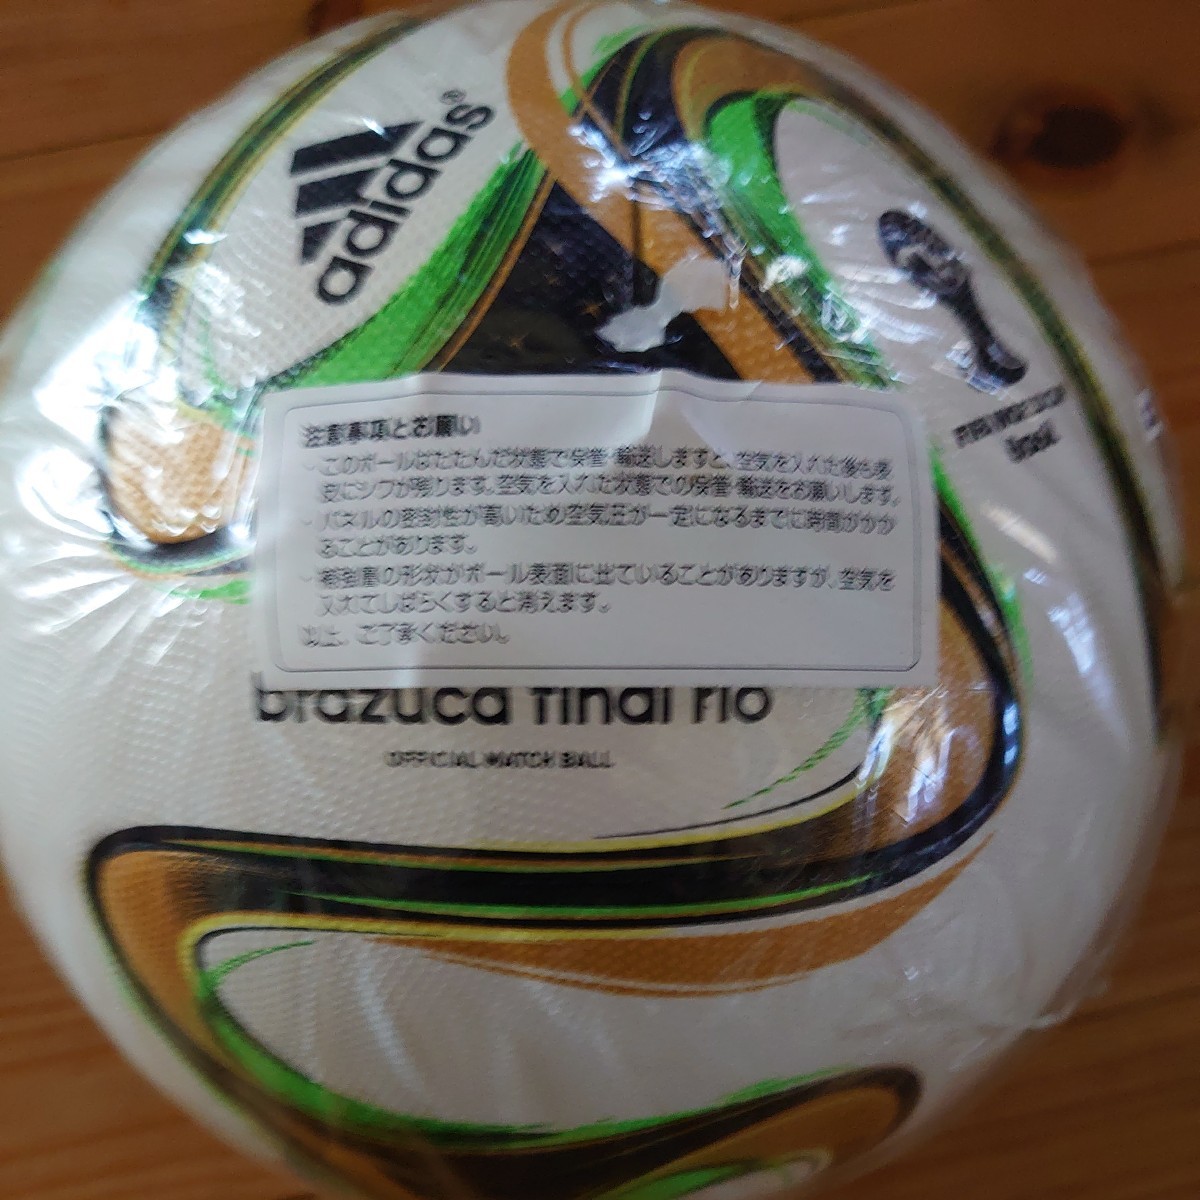 adidas®
注意事項とお願い
・このボールはたたんだ状態で保管・輸送しますと、空気を入れた後も表
皮にシワが残ります。空気を入れた状態での保管・輸送をお願いします。
・パネルの密封性が高いため空気圧が一定になるまでに時間がかか
ることがあります。
・補強層の形状がボール表面に出ていることがありますが、空気を
入れてしばらくすると消えます。
以上、ご了承ください。
brazuca final rio
OFFICIAL MATCH BALL
Brasil